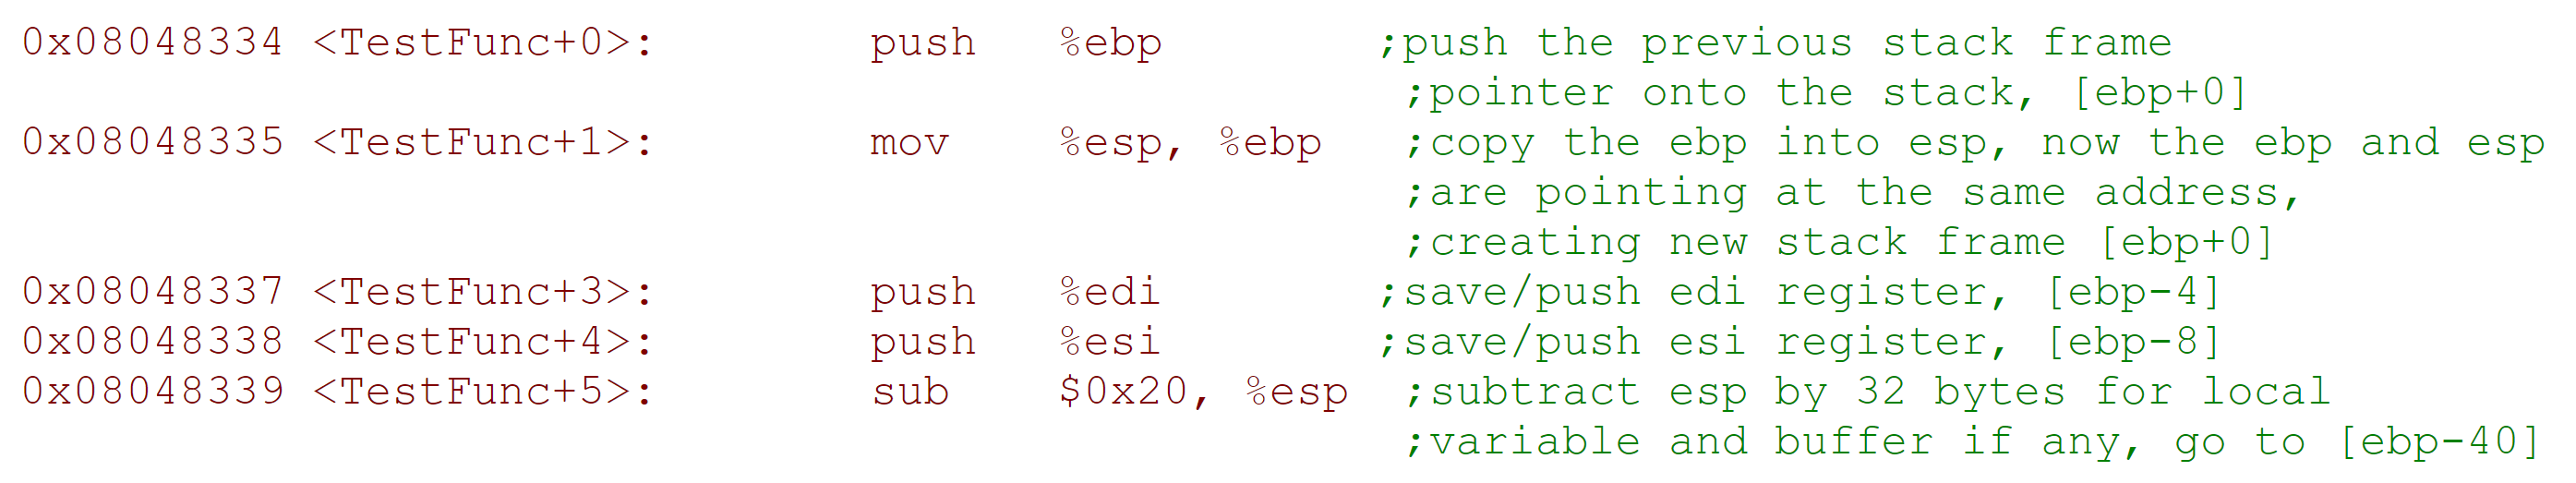 0x08048334 <TestFunc+0>: push %ebp ;push the previous stack frame
;pointer onto the stack, [ebp+0]
0x08048335 <TestFunc+1>: mov %esp, %ebp ;copy the ebp into esp, now the ebp and esp
;are pointing at the same address,
;creating new stack frame [ebp+0]
0x08048337 <TestFunc+3>: push %edi ;save/push edi register, [ebp-4]
0x08048338 <TestFunc+4>: push %esi ;save/push esi register, [ebp-8]
0x08048339 <TestFunc+5>: sub $0x20, %esp ;subtract esp by 32 bytes for local
;variable and buffer if any, go to [ebp-40]